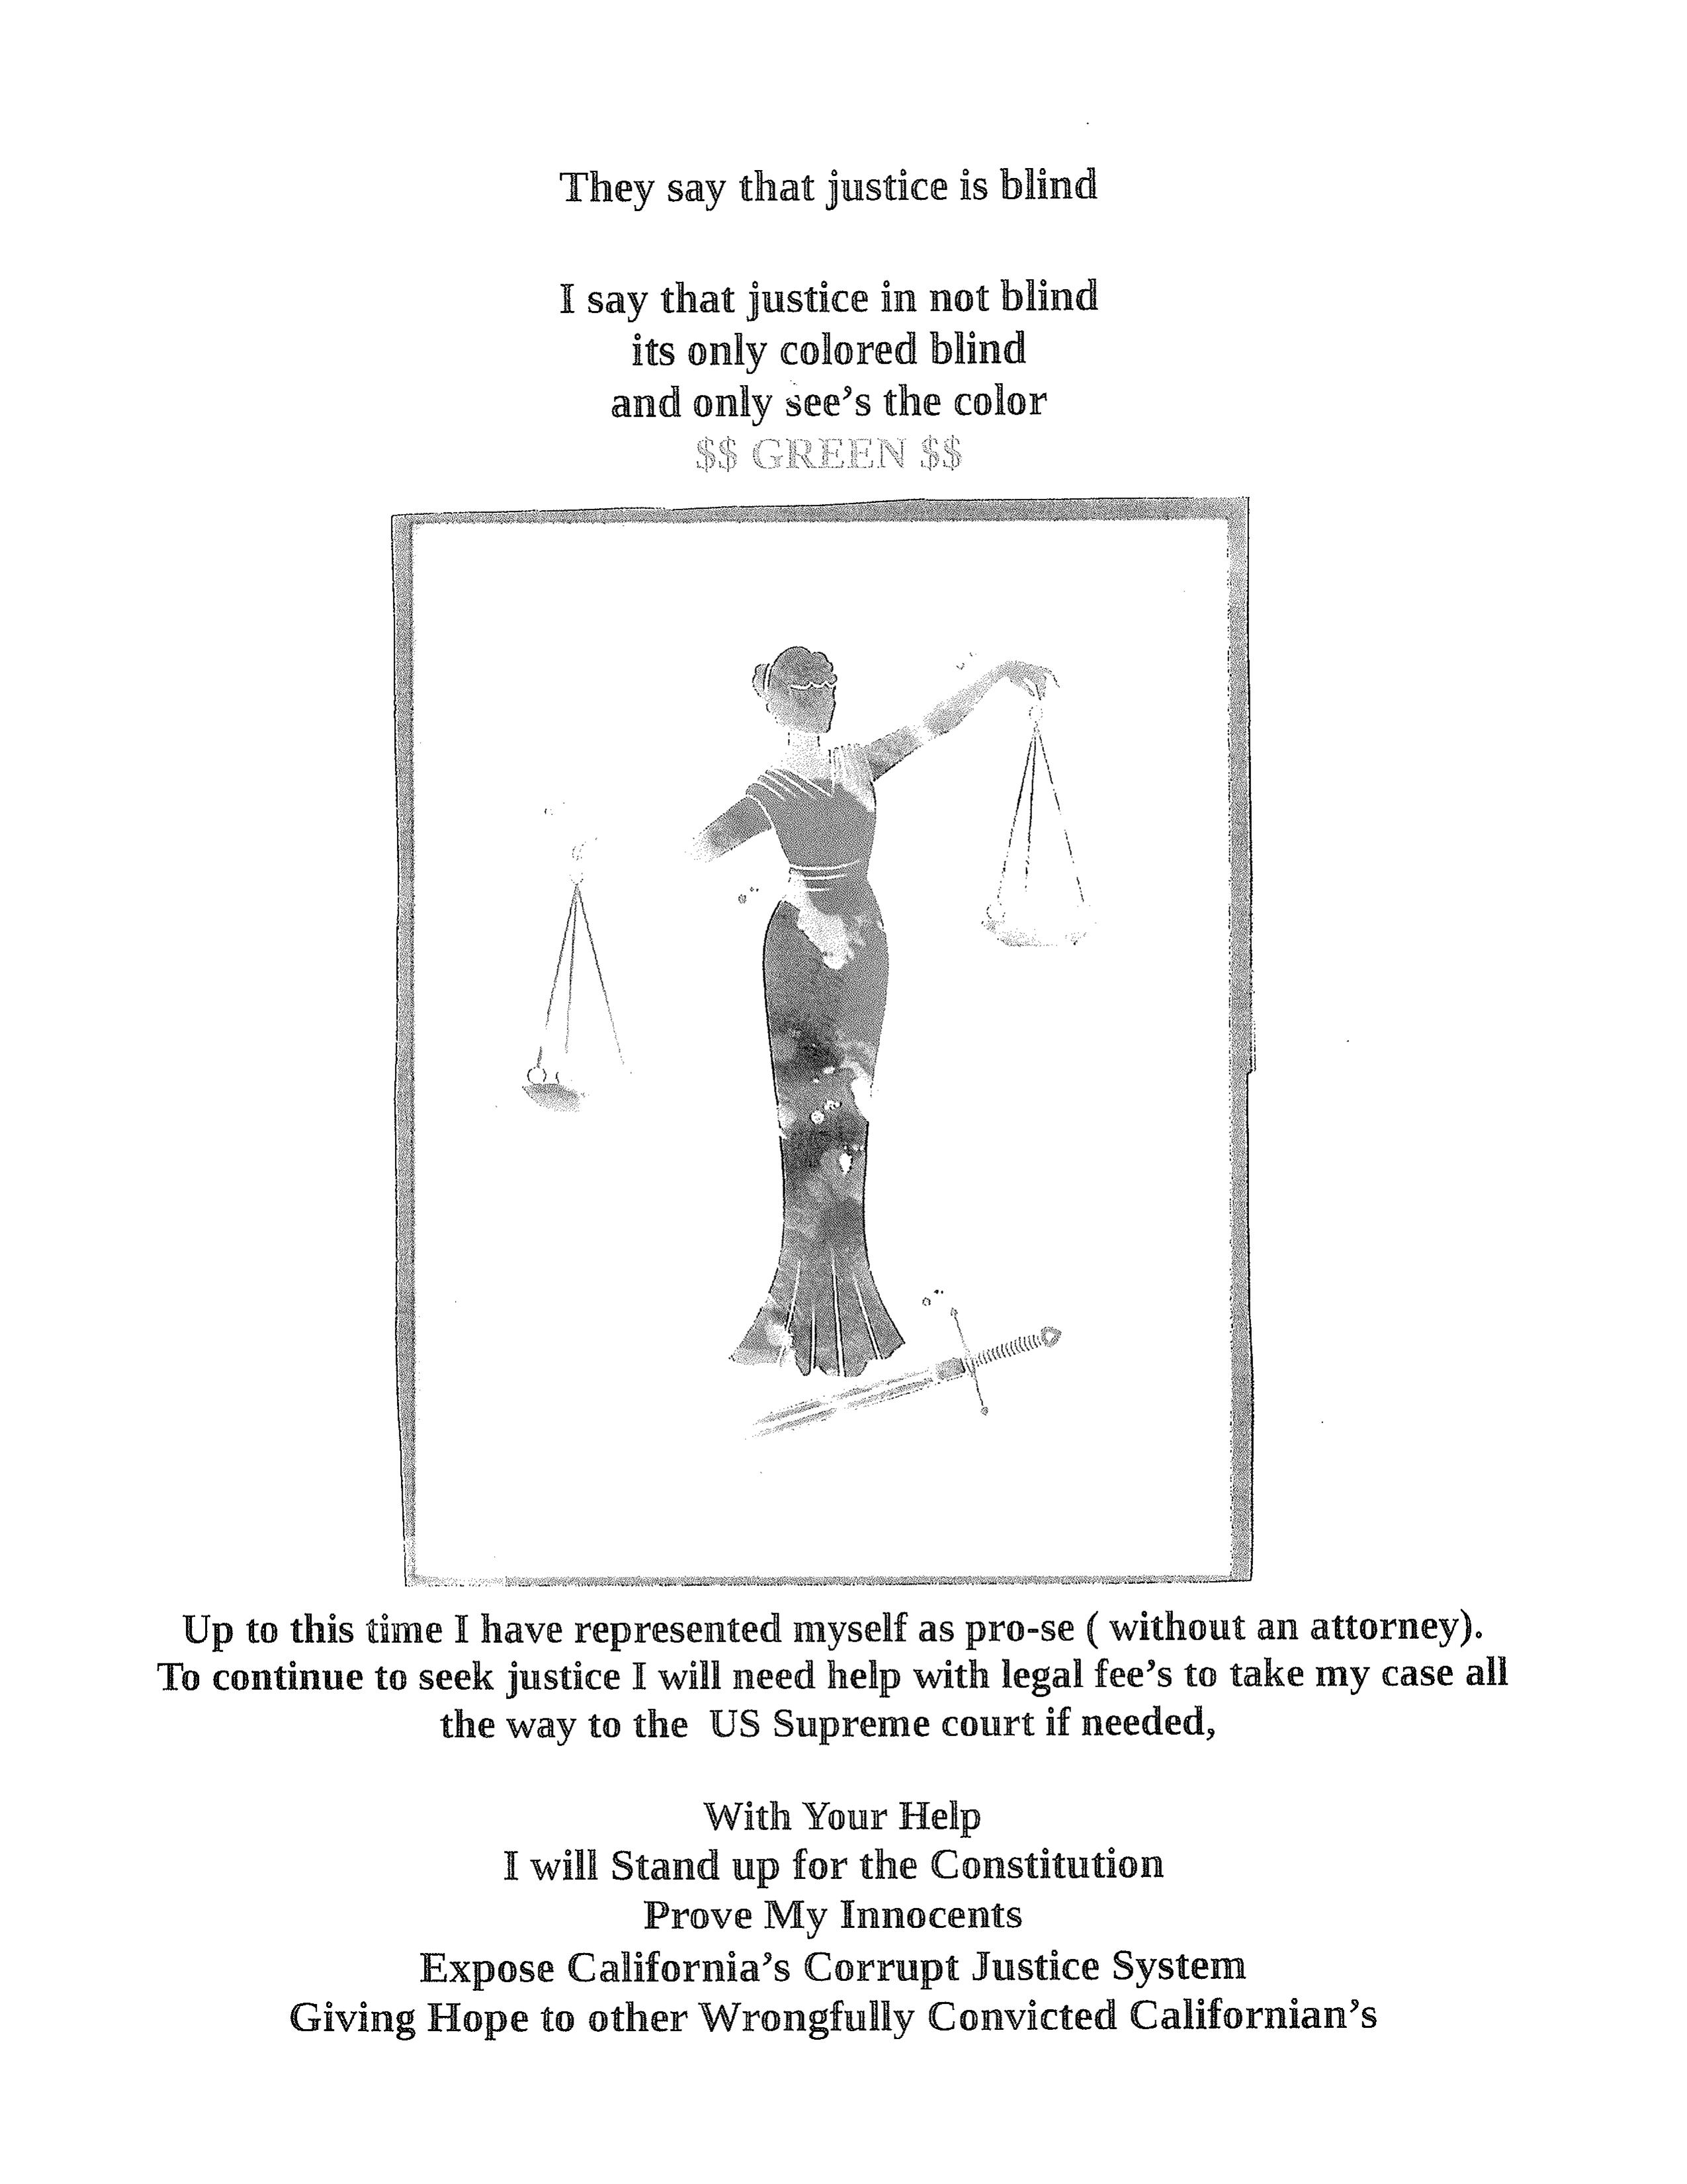 They say that justice is blind
I say that justice in not blind
its only colored blind
and only see’s the color
$$ GREEN $$
Up to this time I have represented myself as pro-se ( without an attorney).
To continue to seek justice I will need help with legal fee’s to take my case all
the way to the US Supreme court if needed,
With Your Help
I will Stand up for the Constitution
Prove My Innocents
Expose California’s Corrupt Justice System
Giving Hope to other Wrongfully Convicted Californian’s